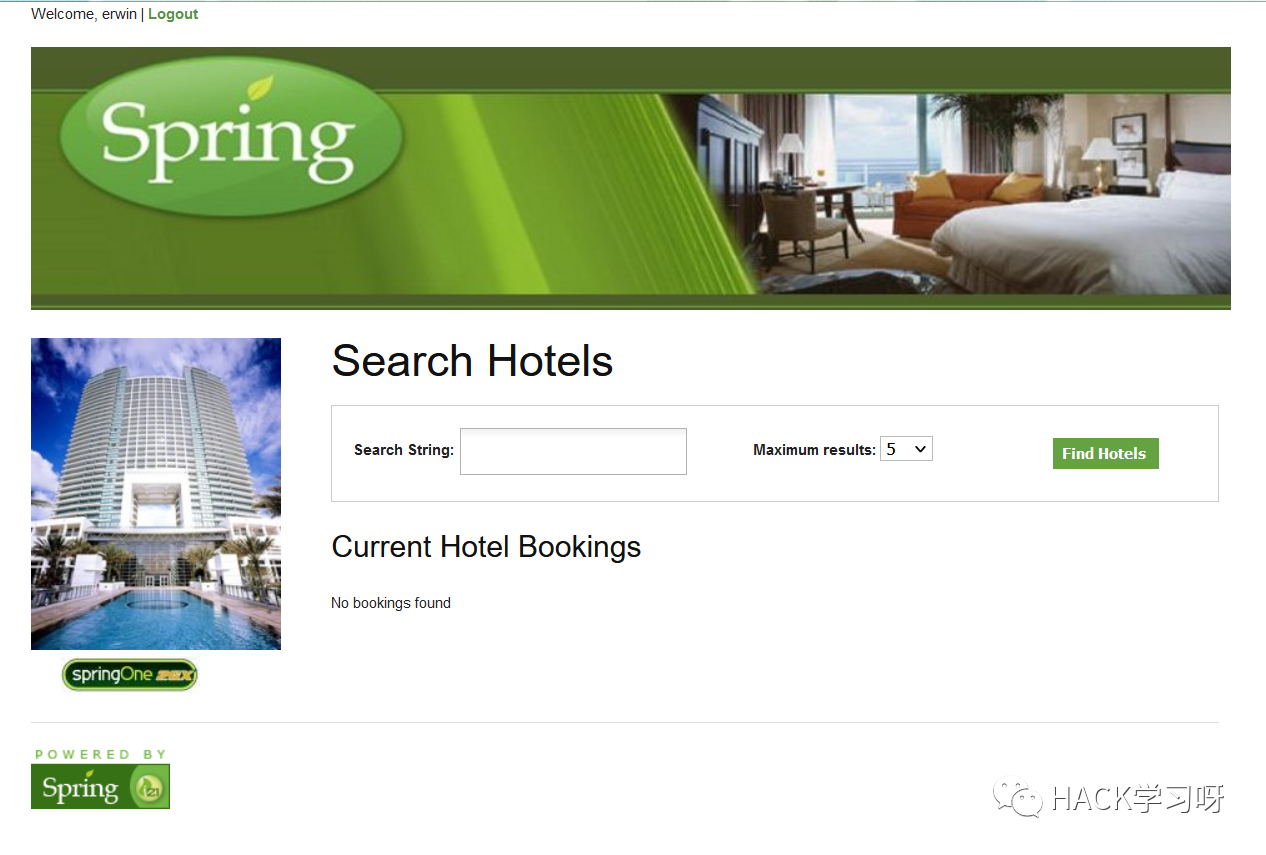 Welcome, erwin | Logout
Spring
Search Hotels
Search String:
Maximum results: 5
Find Hotels
Current Hotel Bookings
No bookings found
springOne 2GX
POWERED BY
Spring
HACK学习呀